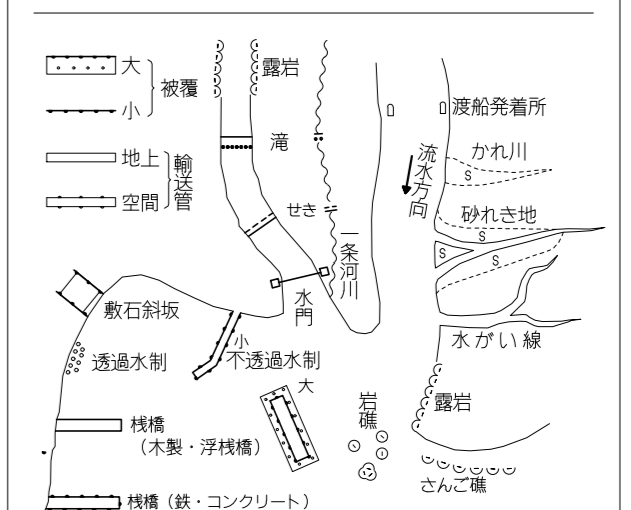 大
小
被覆
地上
空間
輸送管
露岩
滝
せき
一条河川
水門
渡船発着所
かれ川
流水方向
砂れき地
S
S
S
S
水がい線
敷石斜坂
透過水制
小
不透過水制
大
桟橋
(木製・浮桟橋)
桟橋(鉄・コンクリート)
岩礁
露岩
さんご礁